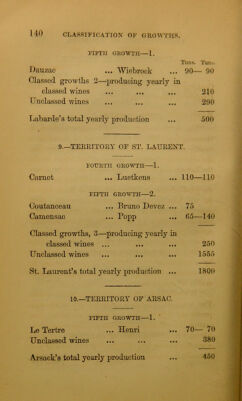 140 CLASSIFICATION OF GROWTHS.
FIFTH GROWTH—1.
Tuns. Tuns.
Dauzac ... Wiebrock ... 90— 90
Classed growths 2—producing yearly in
classed wines ... ... ... 210
Unclassed wines ... ... ... 290
Labarde's total yearly production ... 500
9.—TERRITORY OF ST. LAURENT.
FOURTH GROWTH—1.
Carnet ... Luetkens ... 110—110
FIFTH GROWTH—2.
Coutanceau ... Bruno Devez ... 75
Camensac ... Popp ... 65—140
Classed growths, 3—producing yearly in
classed wines ... ... ... 250
Unclassed wines ... ... ... 1555
St. Laurent's total yearly production ... 1800
10.—TERRITORY OF ARSAC.
FIFTH GROWTH—1.
Le Tertre ... Henri ... 70— 70
Unclassed wines ... ... ... 380
Arsack's total yearly production ... 450